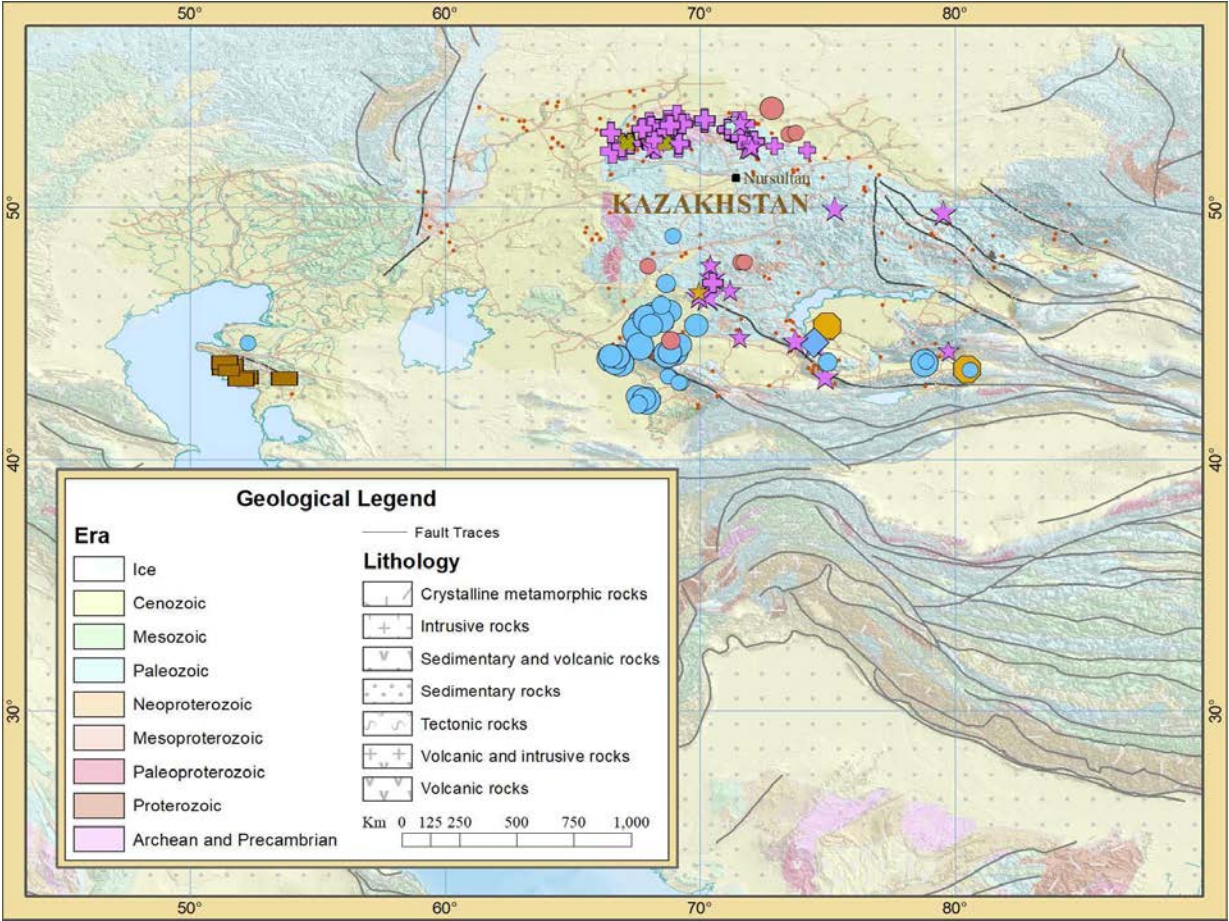 50° 60° 70° 80°
50°
40°
30°
50°
40°
30°
Nursultan
KAZAKHSTAN
Geological Legend
Era
Ice
Cenozoic
Mesozoic
Paleozoic
Neoproterozoic
Mesoproterozoic
Paleoproterozoic
Proterozoic
Archean and Precambrian
Fault Traces
Lithology
Crystalline metamorphic rocks
Intrusive rocks
Sedimentary and volcanic rocks
Sedimentary rocks
Tectonic rocks
Volcanic and intrusive rocks
Volcanic rocks
Km 0 125 250 500 750 1,000
50° 60° 70° 80°